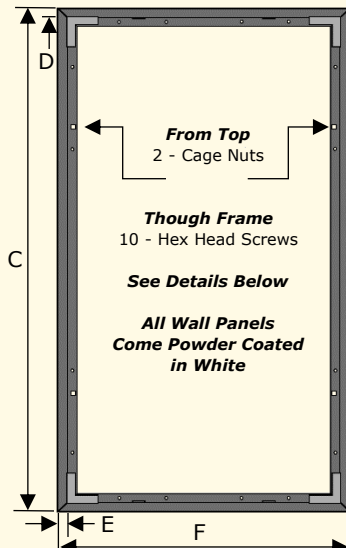 D
From Top
2 - Cage Nuts
C
Though Frame
10 - Hex Head Screws
See Details Below
All Wall Panels
Come Powder Coated
in White
E
F